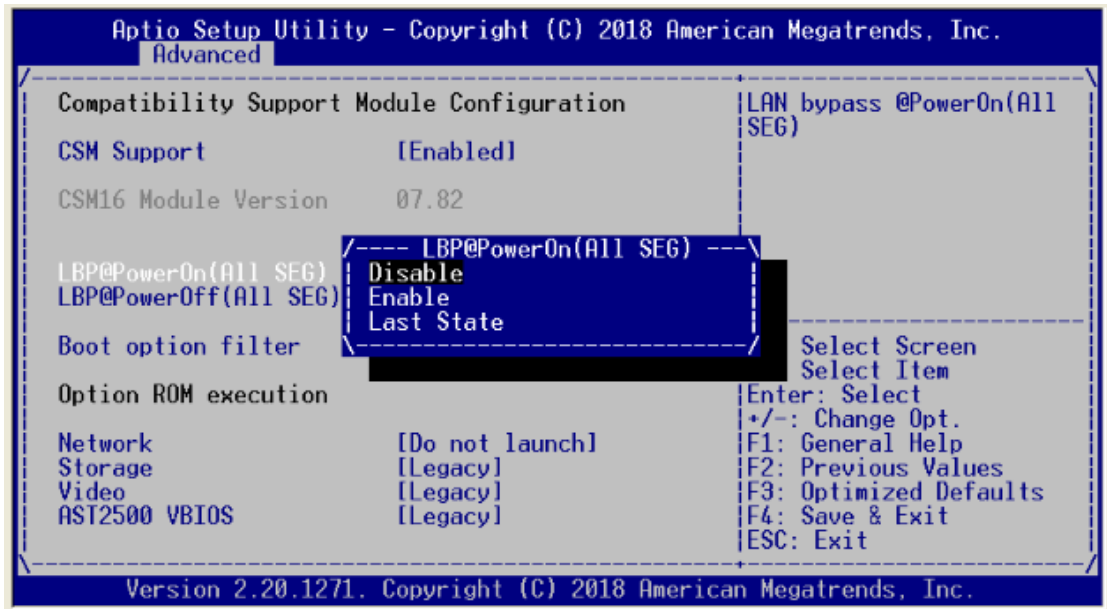 Aptio Setup Utility – Copyright (C) 2018 American Megatrends, Inc.
Advanced
Compatibility Support Module Configuration
LAN bypass @PowerOn(All
SEG)
CSM Support [Enabled]
CSM16 Module Version 07.82
LBP@PowerOn(All SEG)
Disable
Enable
Last State
LBP@PowerOn(All SEG)
LBP@PowerOff(All SEG)
Boot option filter
Option ROM execution
Network [Do not launch]
Storage [Legacy]
Video [Legacy]
AST2500 VBIOS [Legacy]
Select Screen
Select Item
Enter: Select
+/-: Change Opt.
F1: General Help
F2: Previous Values
F3: Optimized Defaults
F4: Save & Exit
ESC: Exit
Version 2.20.1271. Copyright (C) 2018 American Megatrends, Inc.